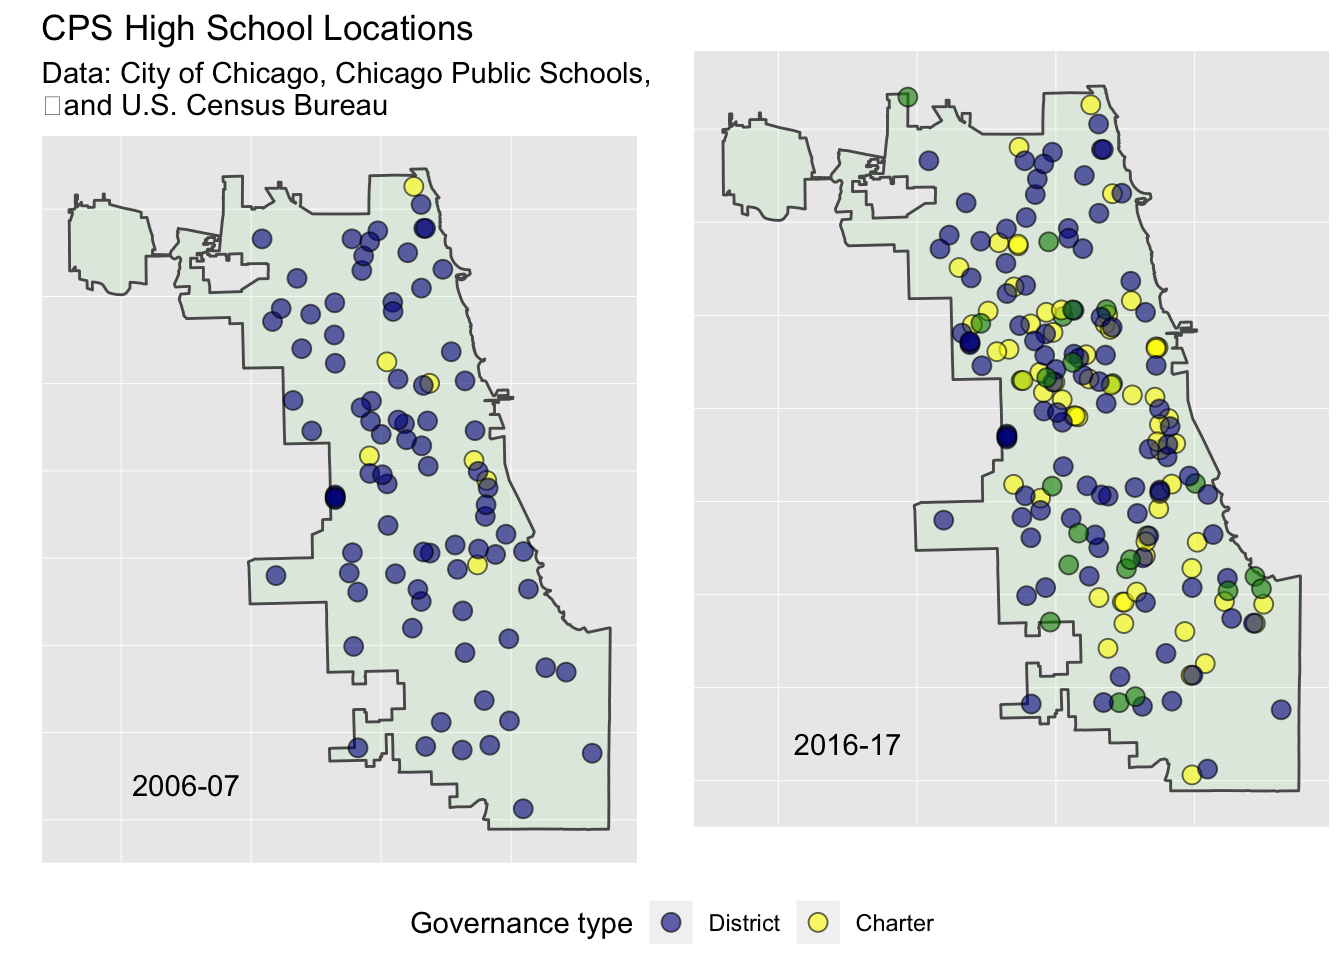 CPS High School Locations
Data: City of Chicago, Chicago Public Schools,
and U.S. Census Bureau
2006-07
2016-17
Governance type District Charter